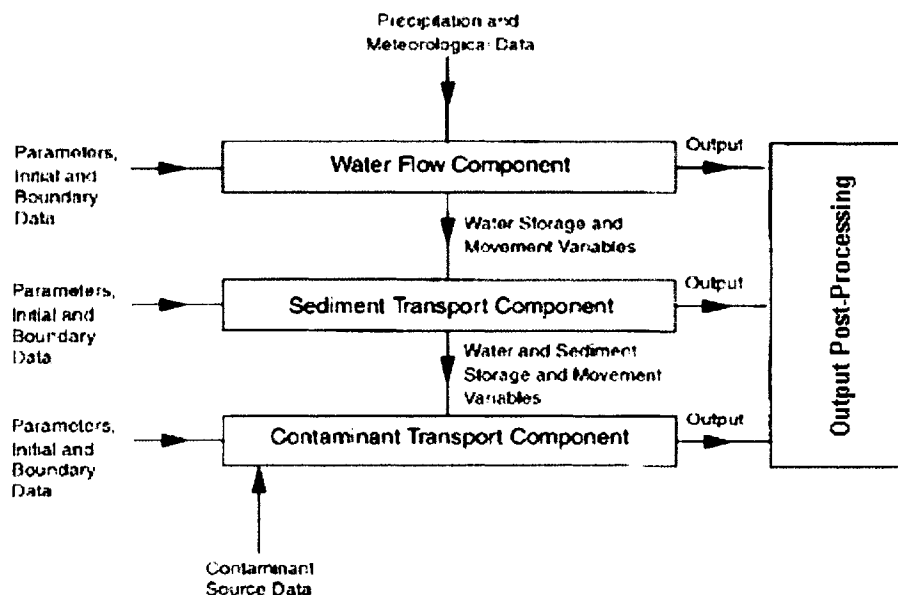 Precipitation and
Meteorological Data
Parameters,
Initial and
Boundary
Data
Water Flow Component
Output
Water Storage and
Movement Variables
Parameters,
Initial and
Boundary
Data
Sediment Transport Component
Output
Water and Sediment
Storage and Movement
Variables
Parameters,
Initial and
Boundary
Data
Contaminant Transport Component
Output
Contaminant
Source Data
Output Post-Processing